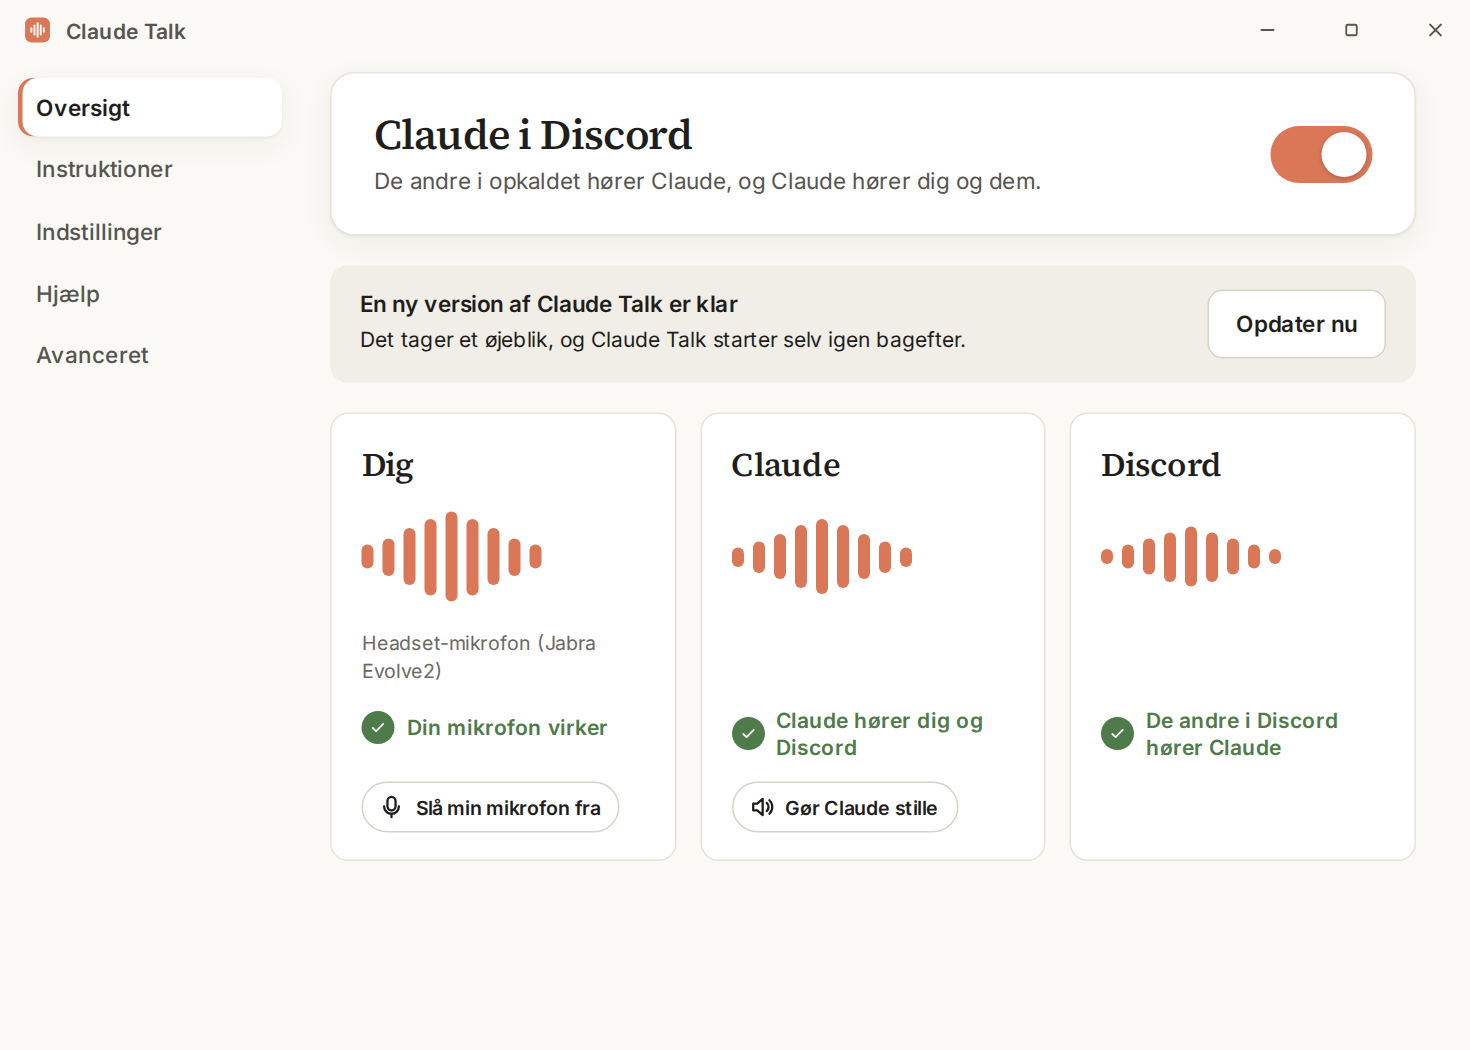 Claude Talk
Oversigt
Instruktioner
Indstillinger
Hjælp
Avanceret
Claude i Discord
De andre i opkaldet hører Claude, og Claude hører dig og dem.
En ny version af Claude Talk er klar
Det tager et øjeblik, og Claude Talk starter selv igen bagefter.
Opdater nu
Dig
Headset-mikrofon (Jabra
Evolve2)
Din mikrofon virker
Slå min mikrofon fra
Claude
Claude hører dig og
Discord
Gør Claude stille
Discord
De andre i Discord
hører Claude